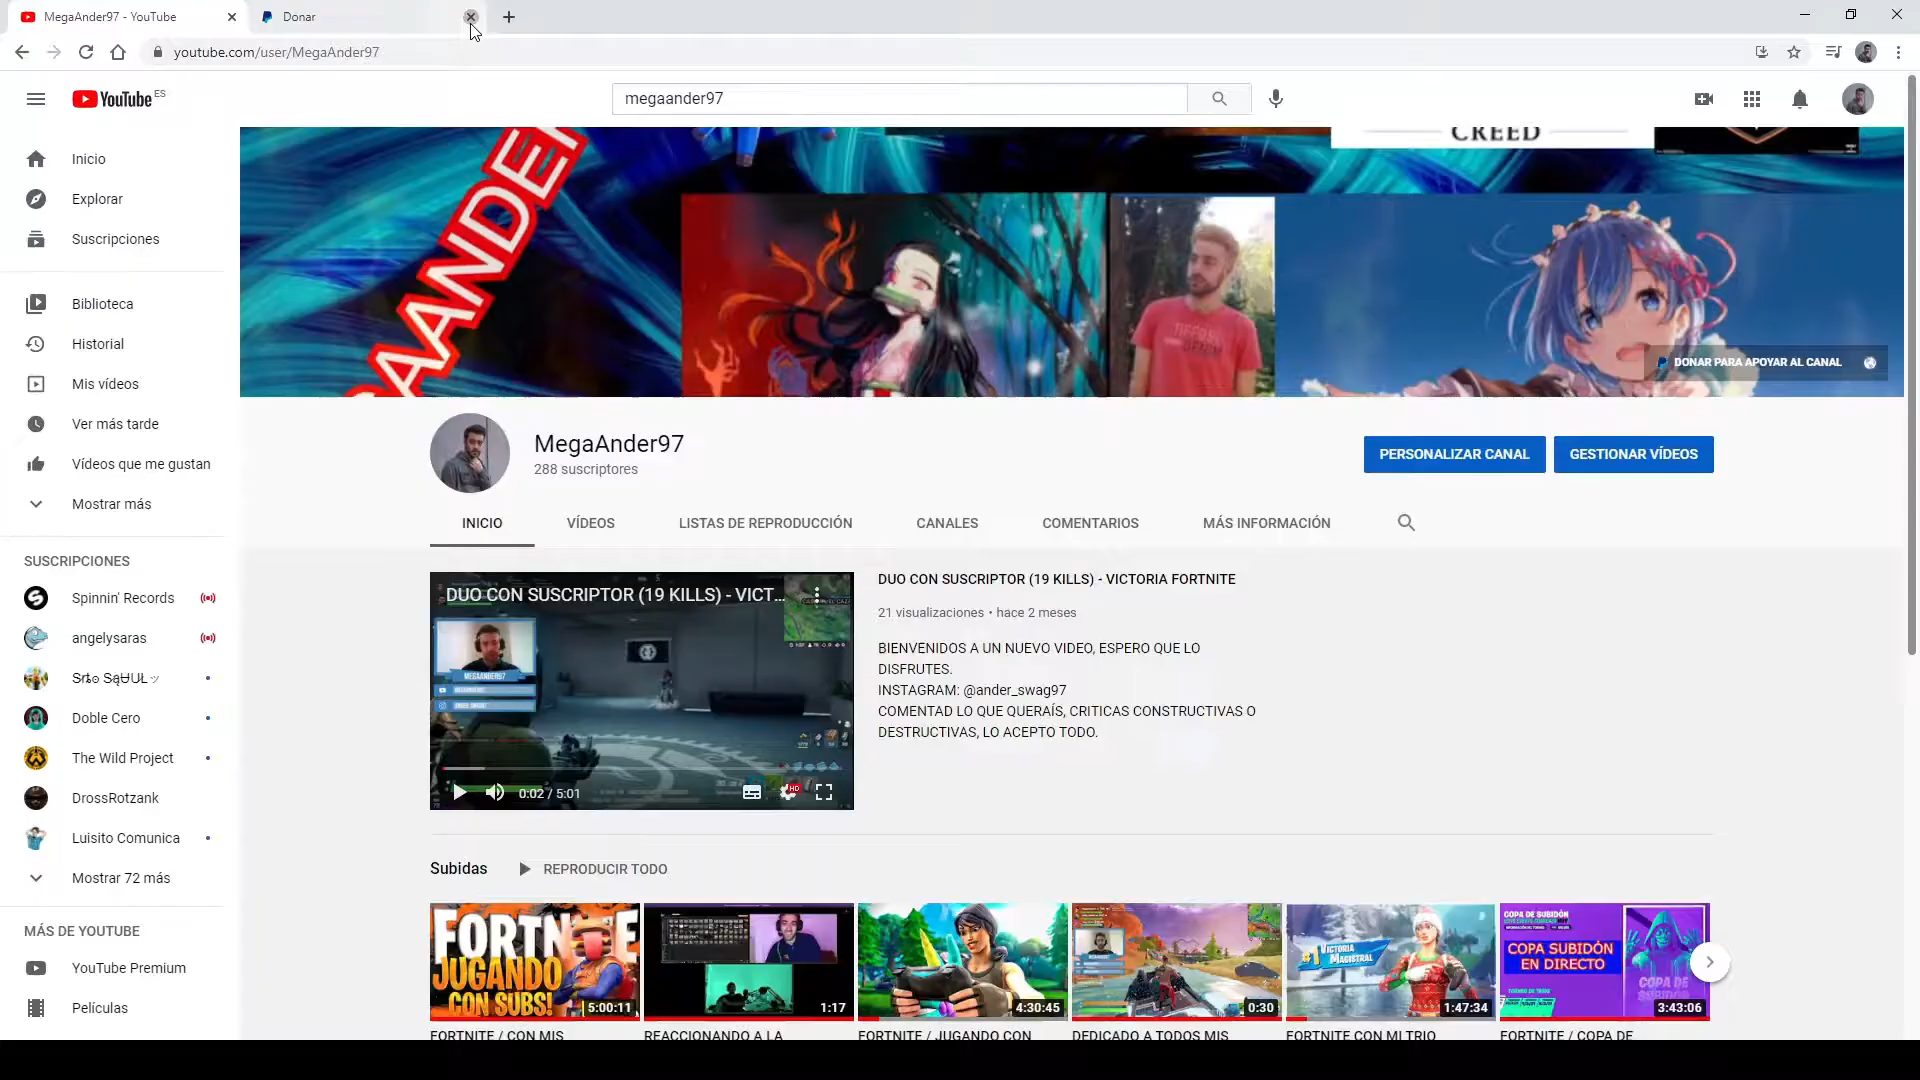 MegaAnder97 - YouTube
Donar
youtube.com/user/MegaAnder97
YouTube ES
megaander97
Inicio
Explorar
Suscripciones
Biblioteca
Historial
Mis vídeos
Ver más tarde
Vídeos que me gustan
Mostrar más
SUSCRIPCIONES
Spinnin' Records
angelysaras
Doble Cero
The Wild Project
DrossRotzank
Luisito Comunica
Mostrar 72 más
MÁS DE YOUTUBE
YouTube Premium
Películas
CREED
DONAR PARA APOYAR AL CANAL
MegaAnder97
288 suscriptores
PERSONALIZAR CANAL
GESTIONAR VÍDEOS
INICIO
VÍDEOS
LISTAS DE REPRODUCCIÓN
CANALES
COMENTARIOS
MÁS INFORMACIÓN
DUO CON SUSCRIPTOR (19 KILLS) - VICT...
MEGAANDER97
HD
0:02 / 5:01
DUO CON SUSCRIPTOR (19 KILLS) - VICTORIA FORTNITE
21 visualizaciones • hace 2 meses
BIENVENIDOS A UN NUEVO VIDEO, ESPERO QUE LO
DISFRUTES.
INSTAGRAM: @ander_swag97
COMENTAD LO QUE QUERAÍS, CRITICAS CONSTRUCTIVAS O
DESTRUCTIVAS, LO ACEPTO TODO.
Subidas
REPRODUCIR TODO
FORTNITE
JUGANDO
CON SUBS!
5:00:11
1:17
4:30:45
0:30
#1 VICTORIA
MAGISTRAL
1:47:34
COPA DE SUBIDÓN
COPA SUBIDÓN
EN DIRECTO
COPA DE
3:43:06
FORTNITE / CON MIS
REACCIONANDO A LA
FORTNITE / JUGANDO CON
DEDICADO A TODOS MIS
FORTNITE CON MI TRIO
FORTNITE / COPA DE